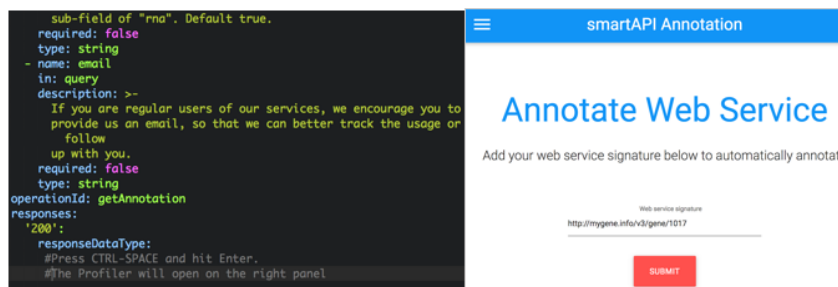 sub-field of "rna". Default true.
required: false
type: string
- name: email
in: query
description: >-
If you are regular users of our services, we encourage you to
provide us an email, so that we can better track the usage or
follow
up with you.
required: false
type: string
operationId: getAnnotation
responses:
'200':
responseDataType:
#Press CTRL-SPACE and hit Enter.
#The Profiler will open on the right panel
smartAPI Annotation
Annotate Web Service
Add your web service signature below to automatically annotat
Web service signature
http://mygene.info/v3/gene/1017
SUBMIT